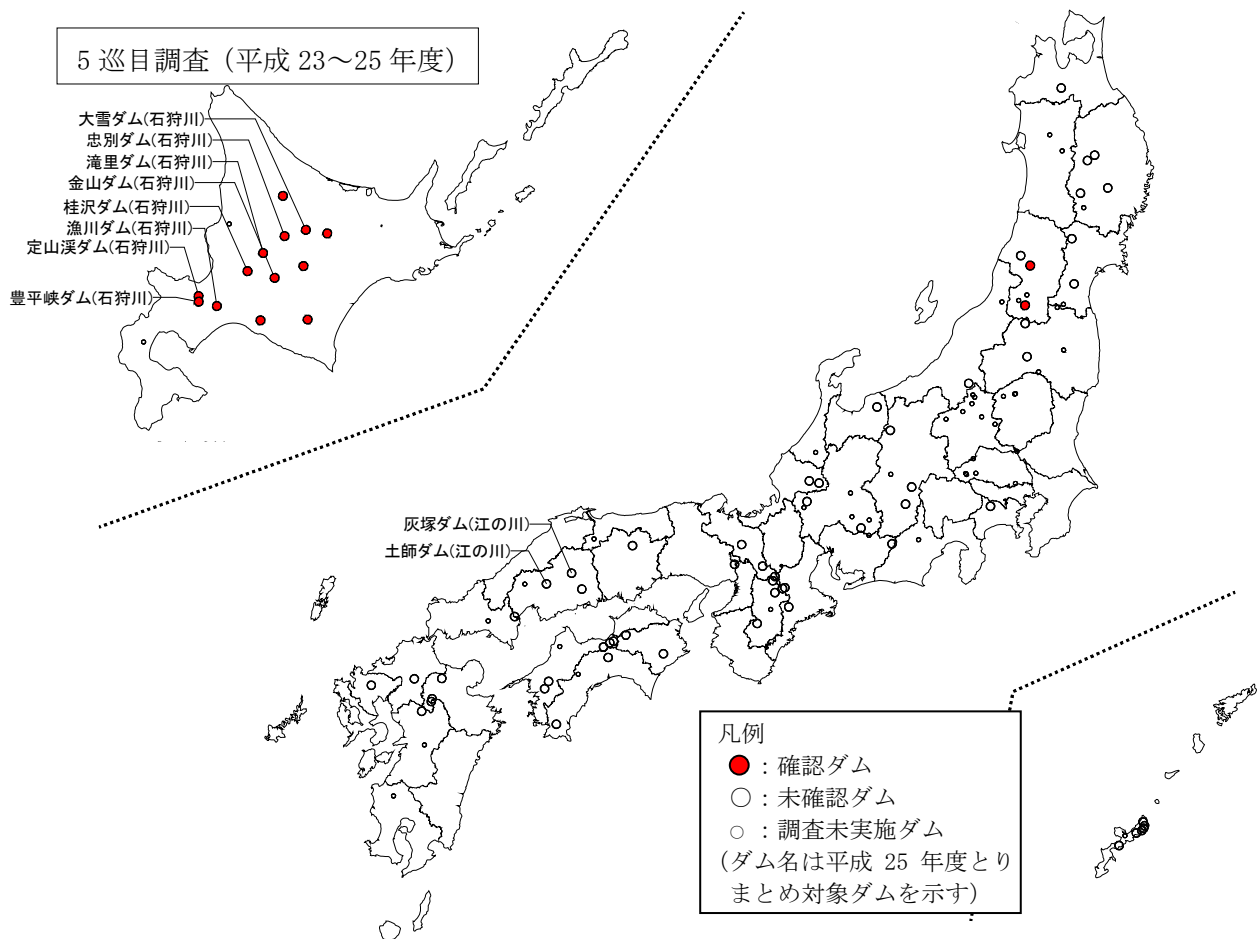 5 巡目調査（平成 23～25 年度）
大雪ダム(石狩川)
忠別ダム(石狩川)
滝里ダム(石狩川)
金山ダム(石狩川)
桂沢ダム(石狩川)
漁川ダム(石狩川)
定山渓ダム(石狩川)
豊平峡ダム(石狩川)
灰塚ダム(江の川)
土師ダム(江の川)
凡例
：確認ダム
：未確認ダム
：調査未実施ダム
(ダム名は平成 25 年度とり
まとめ対象ダムを示す)